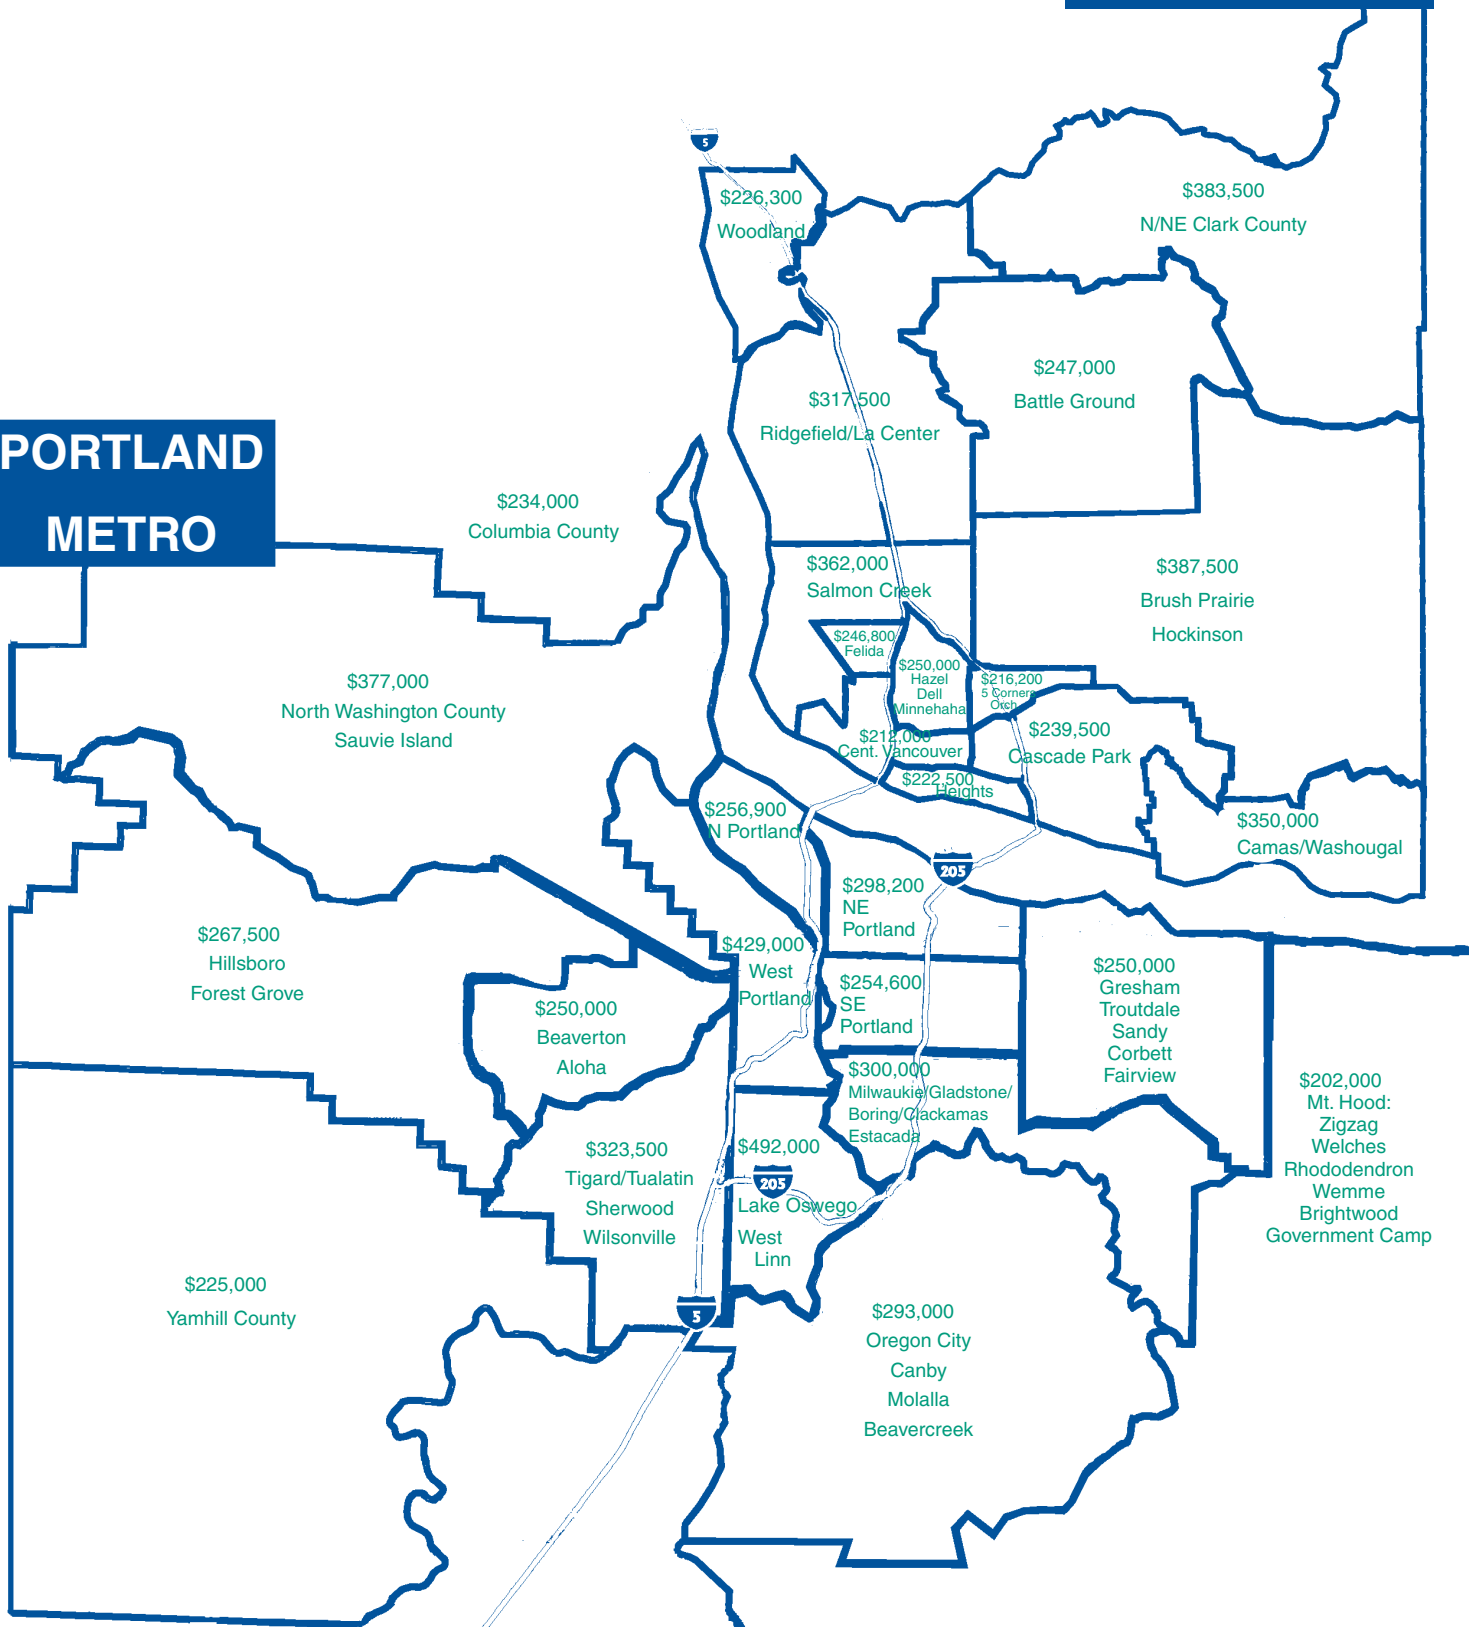 5
$226,300
Woodland
$383,500
N/NE Clark County
$247,000
Battle Ground
$317,500
Ridgefield/La Center
PORTLAND
METRO
$234,000
Columbia County
$362,000
Salmon Creek
$387,500
Brush Prairie
Hockinson
$246,800
Felida
$250,000
Hazel
Dell
Minnehaha
$216,200
5 Corners
Orch
$377,000
North Washington County
Sauvie Island
$212,000
Cent. Vancouver
$239,500
Cascade Park
$222,500
Heights
$256,900
N Portland
$350,000
Camas/Washougal
205
$298,200
NE
Portland
$267,500
Hillsboro
Forest Grove
$429,000
West
Portland
$254,600
SE
Portland
$250,000
Gresham
Troutdale
Sandy
Corbett
Fairview
$250,000
Beaverton
Aloha
$300,000
Milwaukie/Gladstone/
Boring/Clackamas
Estacada
$202,000
Mt. Hood:
Zigzag
Welches
Rhododendron
Wemme
Brightwood
Government Camp
$323,500
Tigard/Tualatin
Sherwood
Wilsonville
$492,000
205
Lake Oswego
West
Linn
$225,000
Yamhill County
5
$293,000
Oregon City
Canby
Molalla
Beavercreek